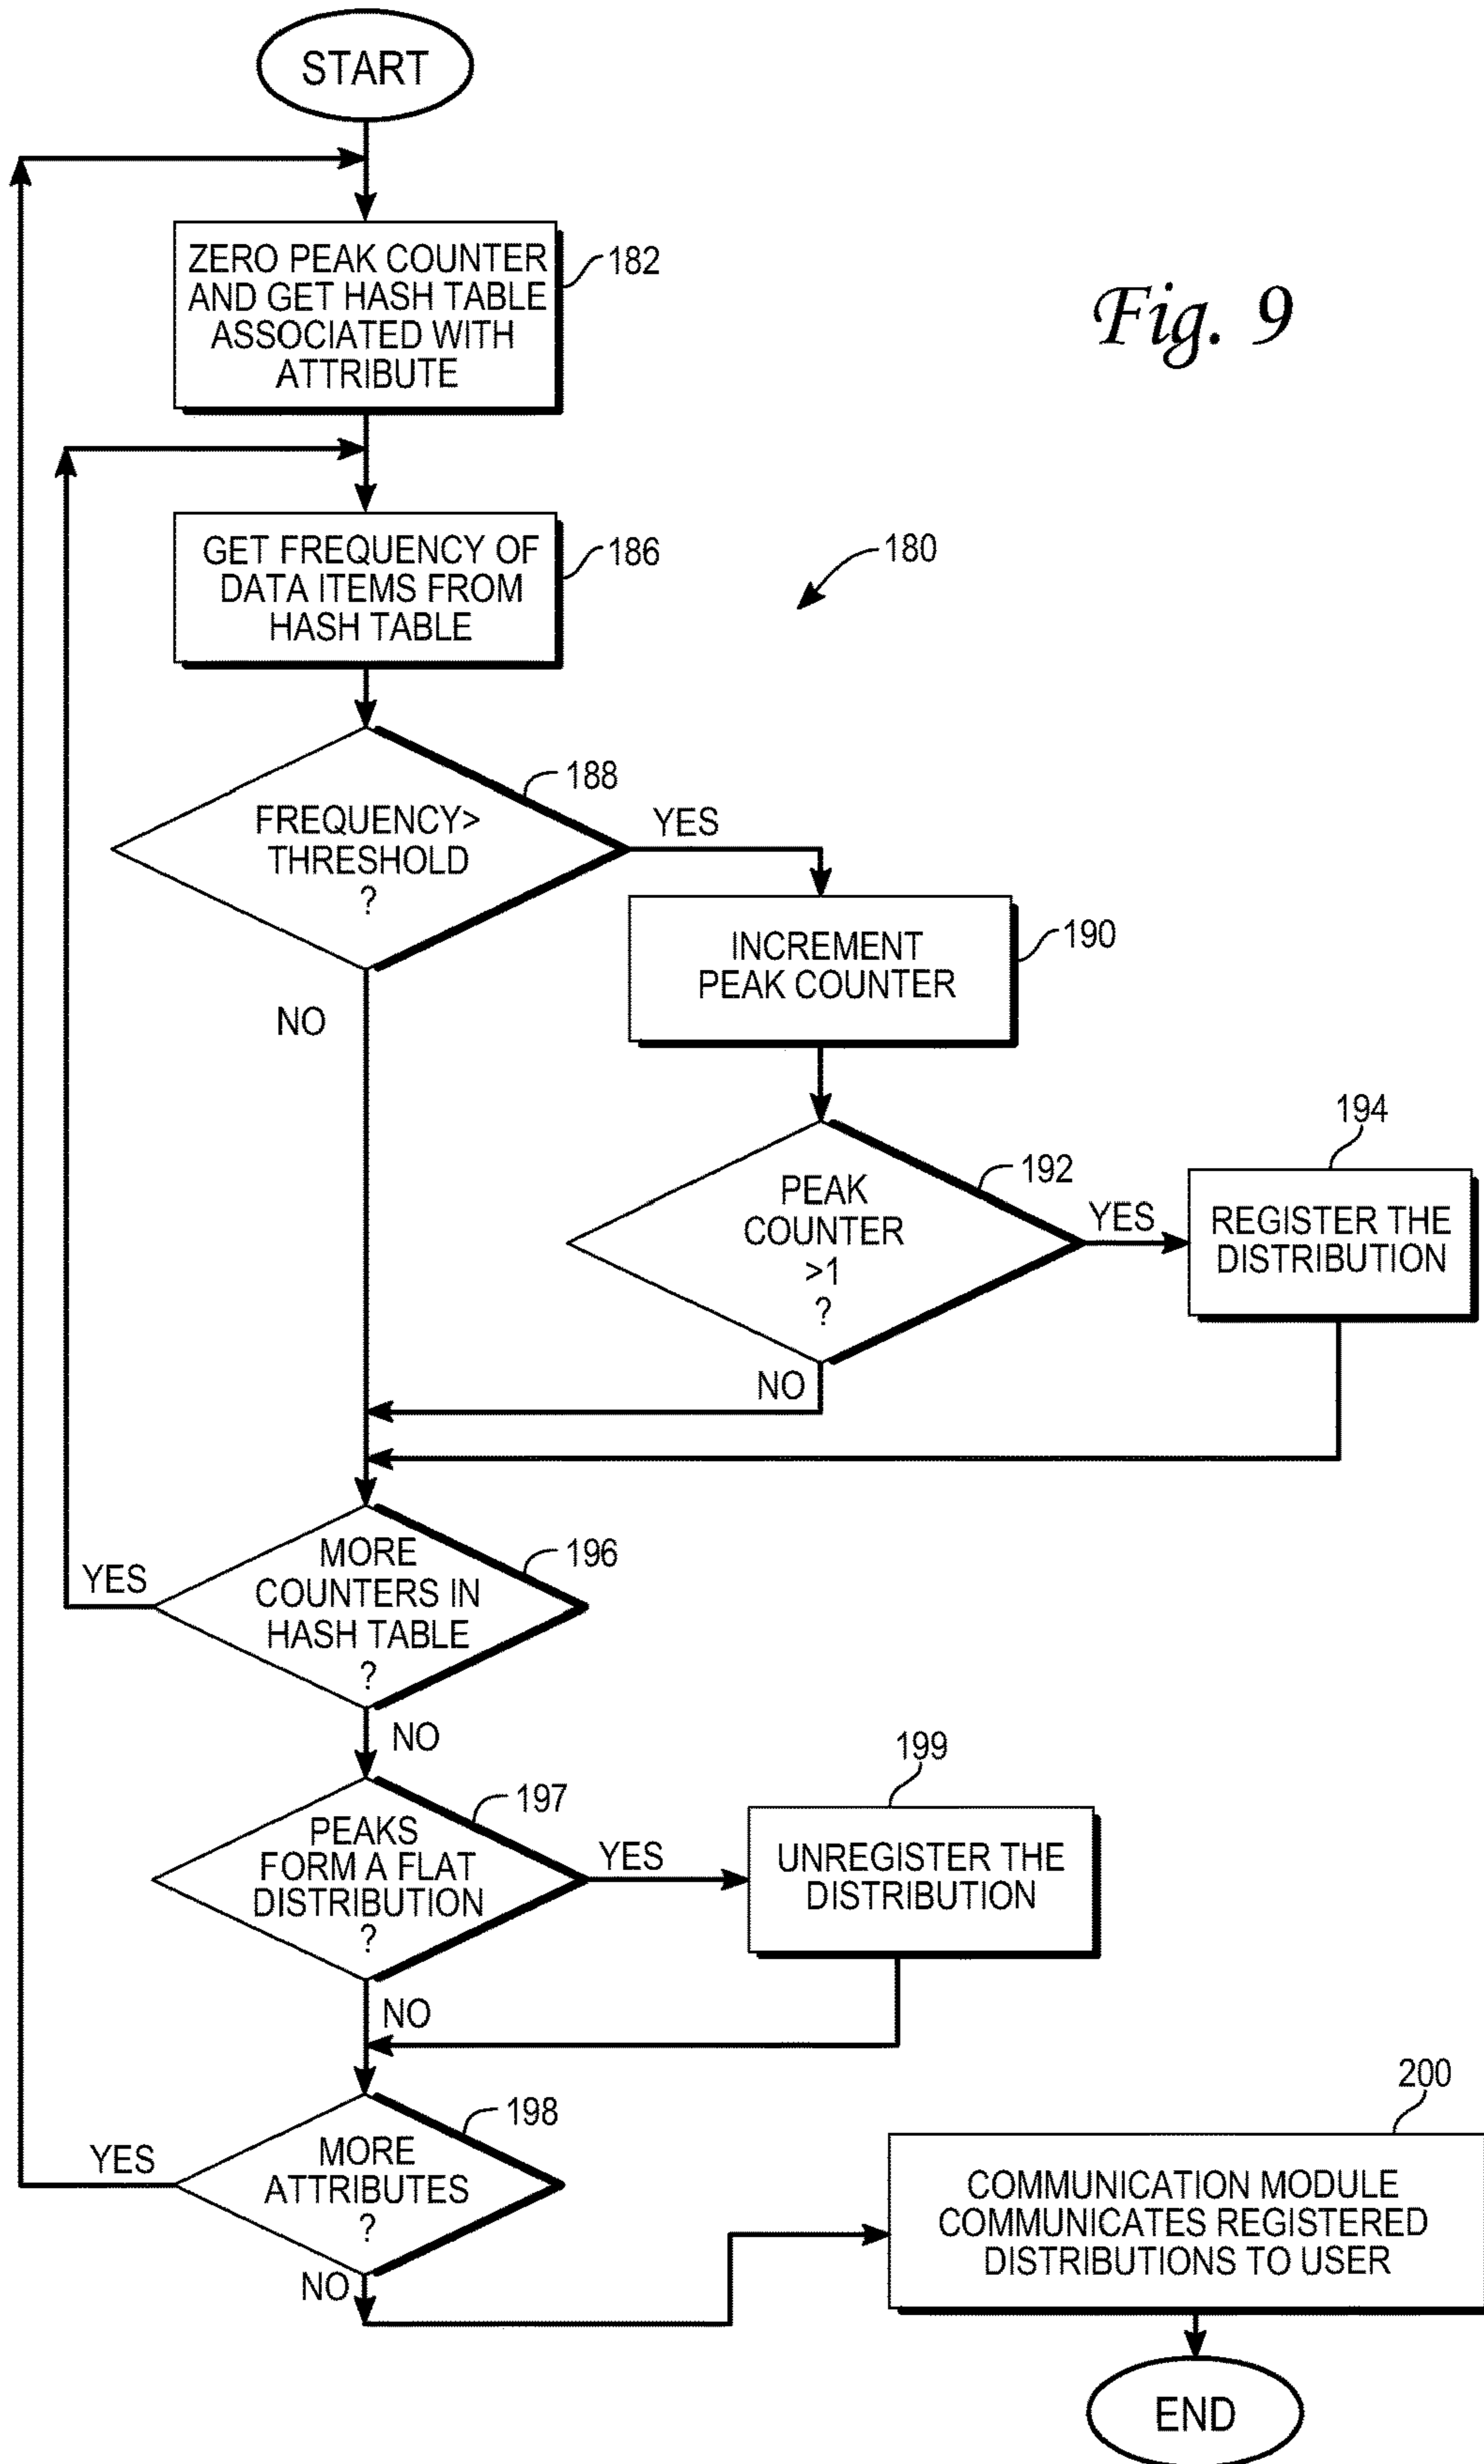 START
ZERO PEAK COUNTER
AND GET HASH TABLE
ASSOCIATED WITH
ATTRIBUTE
182
Fig. 9
GET FREQUENCY OF
DATA ITEMS FROM
HASH TABLE
186
180
188
FREQUENCY>
THRESHOLD
?
YES
NO
INCREMENT
PEAK COUNTER
190
PEAK
COUNTER
>1
?
192
YES
194
REGISTER THE
DISTRIBUTION
NO
MORE
COUNTERS IN
HASH TABLE
?
196
YES
NO
PEAKS
FORM A FLAT
DISTRIBUTION
?
197
YES
199
UNREGISTER THE
DISTRIBUTION
NO
MORE
ATTRIBUTES
?
198
YES
NO
200
COMMUNICATION MODULE
COMMUNICATES REGISTERED
DISTRIBUTIONS TO USER
END